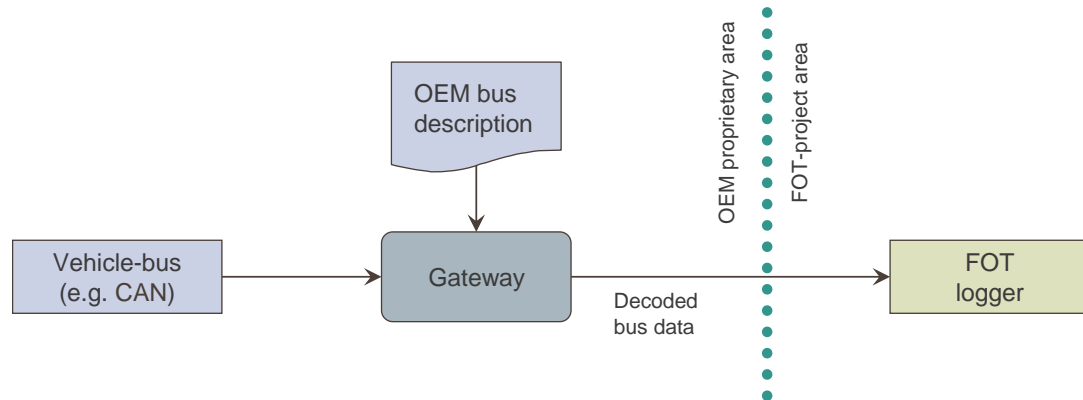 OEM bus
description
OEM proprietary area
FOT-project area
Vehicle-bus
(e.g. CAN)
Gateway
Decoded
bus data
FOT
logger